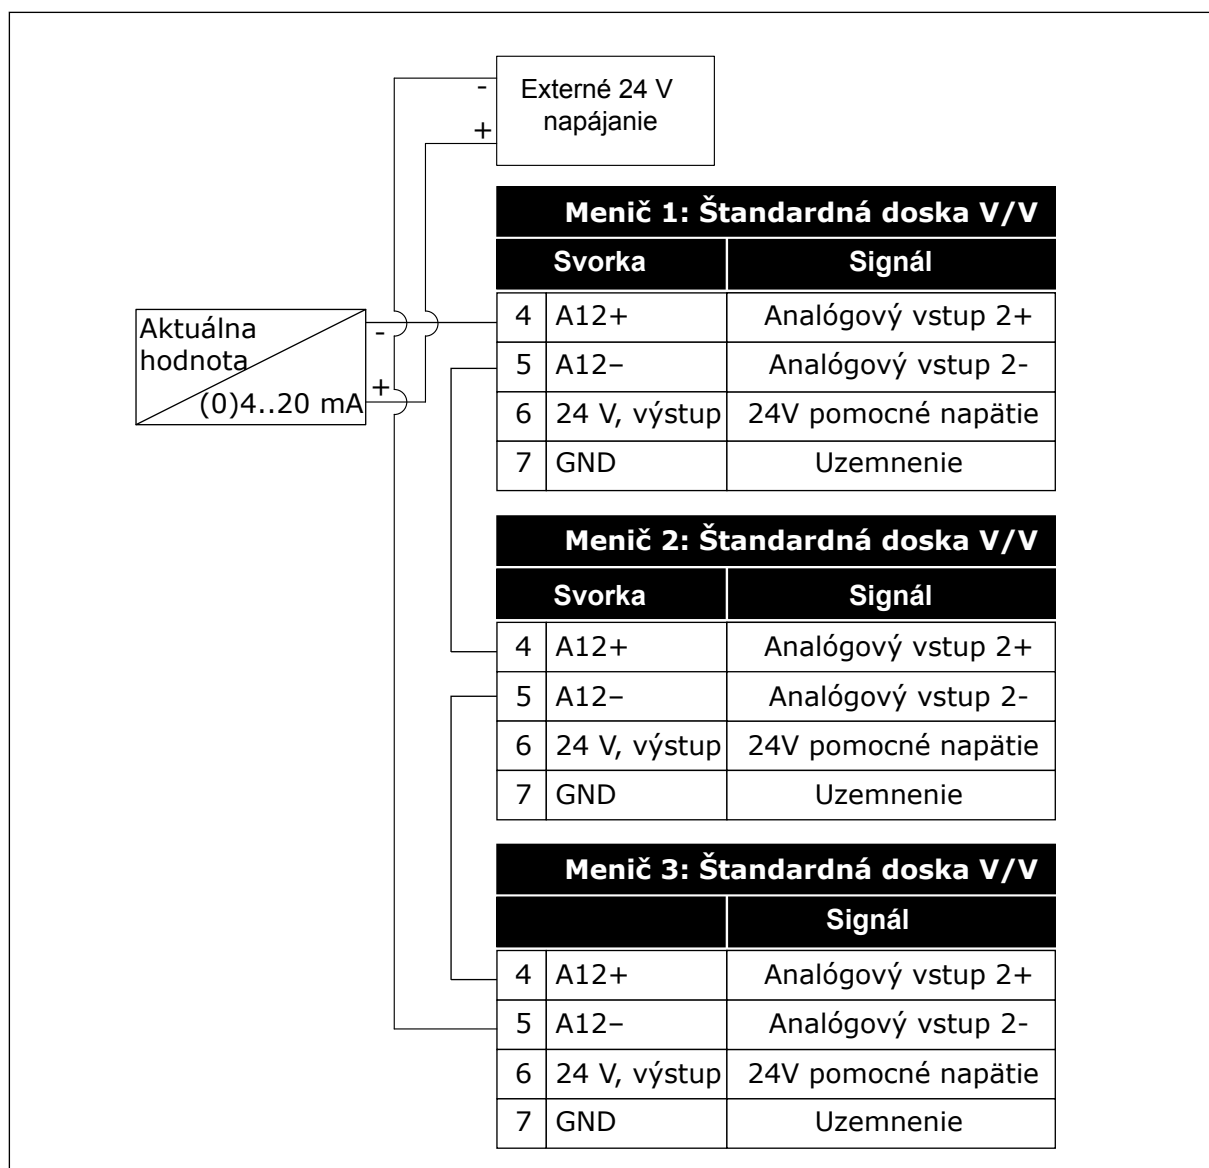 -
Externé 24 V
napájanie
+
Menič 1: Štandardná doska V/V
Svorka Signál
4 A12+ Analógový vstup 2+
5 A12– Analógový vstup 2-
6 24 V, výstup 24V pomocné napätie
7 GND Uzemnenie
Aktuálna
hodnota
(0)4..20 mA
-
+
Menič 2: Štandardná doska V/V
Svorka Signál
4 A12+ Analógový vstup 2+
5 A12– Analógový vstup 2-
6 24 V, výstup 24V pomocné napätie
7 GND Uzemnenie
Menič 3: Štandardná doska V/V
Signál
4 A12+ Analógový vstup 2+
5 A12– Analógový vstup 2-
6 24 V, výstup 24V pomocné napätie
7 GND Uzemnenie